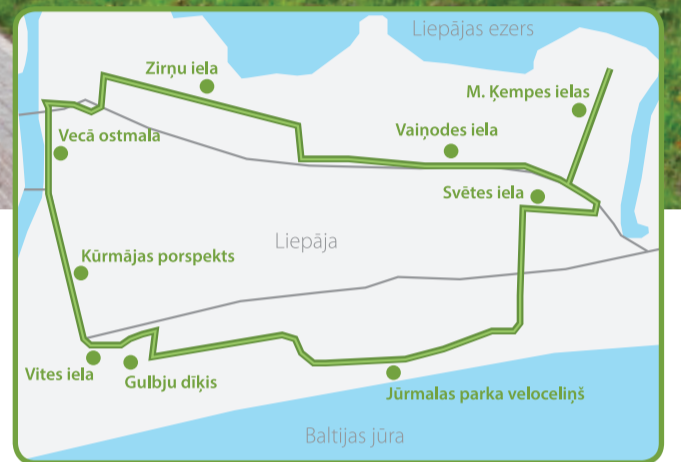 Liepājas ezers
Zirņu iela
M. Ķempes ielas
Vaiņodes iela
Vecā ostmala
Svētes iela
Liepāja
Kūrmājas porspekts
Vites iela
Gulbju dīķis
Jūrmalas parka veloceliņš
Baltijas jūra